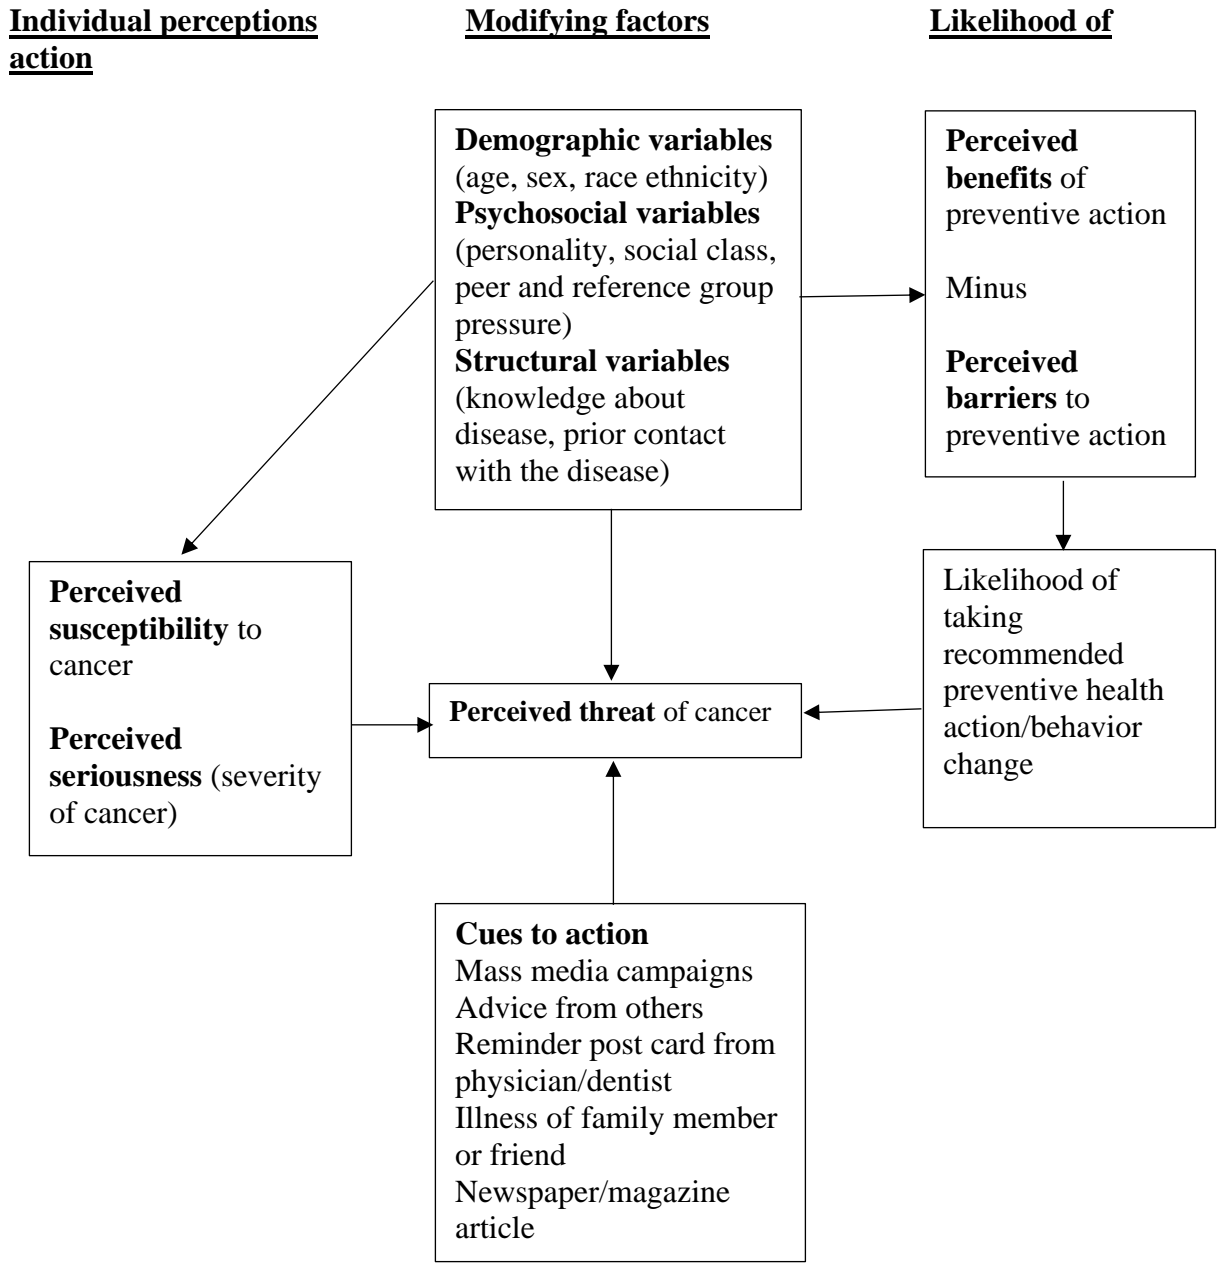 Individual perceptions Modifying factors Likelihood of
action
Demographic variables
(age, sex, race ethnicity)
Psychosocial variables
(personality, social class,
peer and reference group
pressure)
Structural variables
(knowledge about
disease, prior contact
with the disease)
Perceived
benefits of
preventive action
Minus
Perceived
barriers to
preventive action
Perceived
susceptibility to
cancer
Perceived
seriousness (severity
of cancer)
Perceived threat of cancer
Likelihood of
taking
recommended
preventive health
action/behavior
change
Cues to action
Mass media campaigns
Advice from others
Reminder post card from
physician/dentist
Illness of family member
or friend
Newspaper/magazine
article